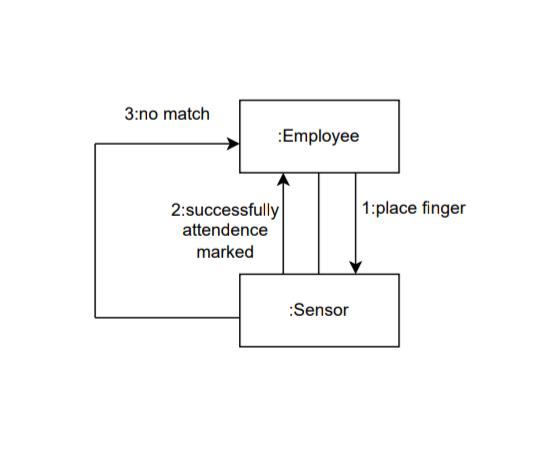 3:no match
:Employee
2:successfully
attendence
marked
1:place finger
:Sensor